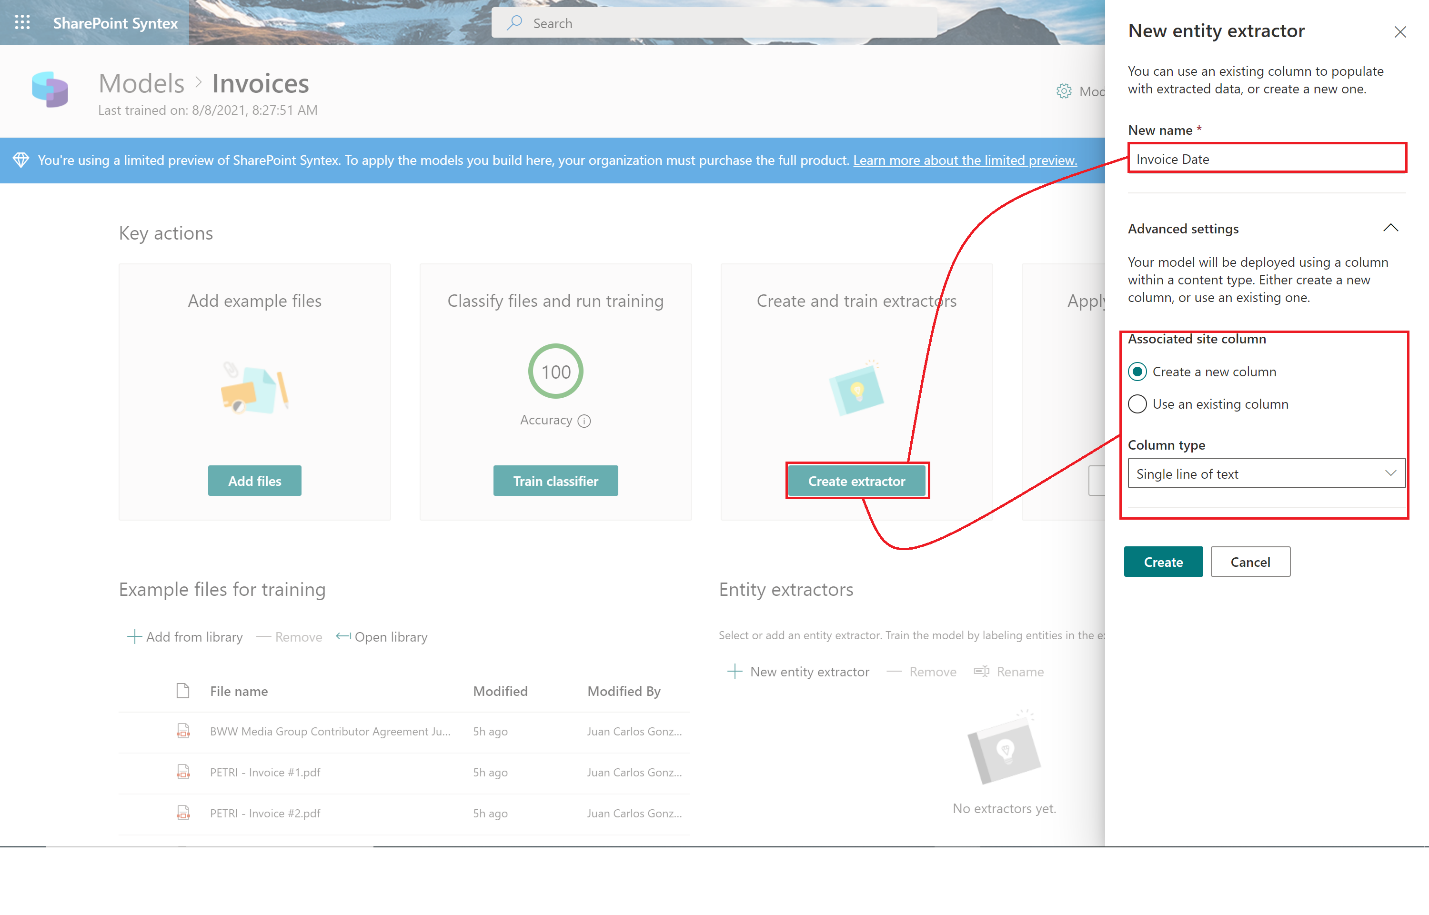 SharePoint Syntex
Search
Models > Invoices
Last trained on: 8/8/2021, 8:27:51 AM
You're using a limited preview of SharePoint Syntex. To apply the models you build here, your organization must purchase the full product. Learn more about the limited preview.
Key actions
Add example files
Add files
Classify files and run training
100
Accuracy
Train classifier
Create and train extractors
Create extractor
Example files for training
Add from library
Remove
Open library
File name Modified Modified By
BWW Media Group Contributor Agreement Ju... 5h ago Juan Carlos Gonz...
PETRI - Invoice #1.pdf 5h ago Juan Carlos Gonz...
PETRI - Invoice #2.pdf 5h ago Juan Carlos Gonz...
Entity extractors
Select or add an entity extractor. Train the model by labeling entities in the
New entity extractor
Remove
Rename
No extractors yet.
New entity extractor
You can use an existing column to populate
with extracted data, or create a new one.
New name *
Invoice Date
Advanced settings
Your model will be deployed using a column
within a content type. Either create a new
column, or use an existing one.
Associated site column
Create a new column
Use an existing column
Column type
Single line of text
Create
Cancel